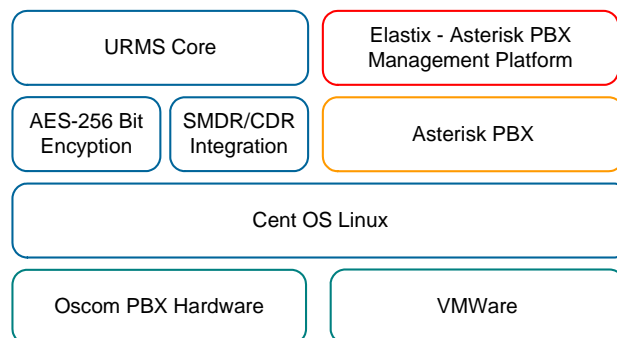 URMS Core
Elastix - Asterisk PBX
Management Platform
AES-256 Bit
Encyption
SMDR/CDR
Integration
Asterisk PBX
Cent OS Linux
Oscom PBX Hardware
VMWare